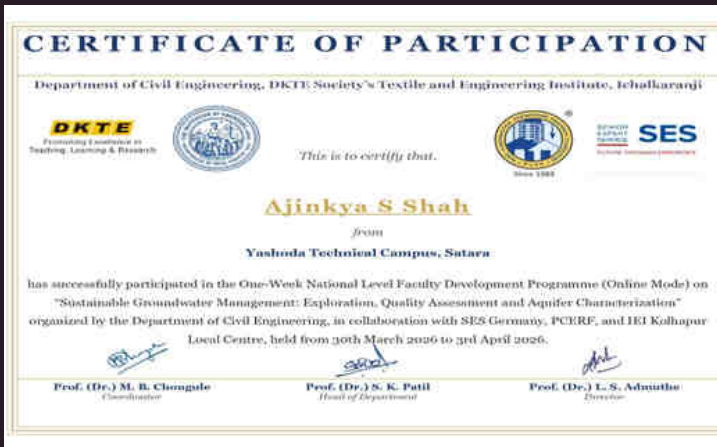 CERTIFICATE OF PARTICIPATION
Department of Civil Engineering, DKTE Society's Textile and Engineering Institute, Ichalkaranji
DKTE
Promoting Excellence in
Teaching, Learning & Research
®
Since 1982
SENIOR
EXPERT
SERVICE
SES
This is to certify that.
Ajinkya S Shah
from
Yashoda Technical Campus, Satara
has successfully participated in the One-Week National Level Faculty Development Programme (Online Mode) on
"Sustainable Groundwater Management: Exploration, Quality Assessment and Aquifer Characterization"
organized by the Department of Civil Engineering, in collaboration with SES Germany, PCERF, and IEI Kolhapur
Local Centre, held from 30th March 2026 to 3rd April 2026.
Prof. (Dr.) M. B. Chougule
Coordinator
Prof. (Dr.) S. K. Patil
Head of Department
Prof. (Dr.) L. S. Admuthe
Director